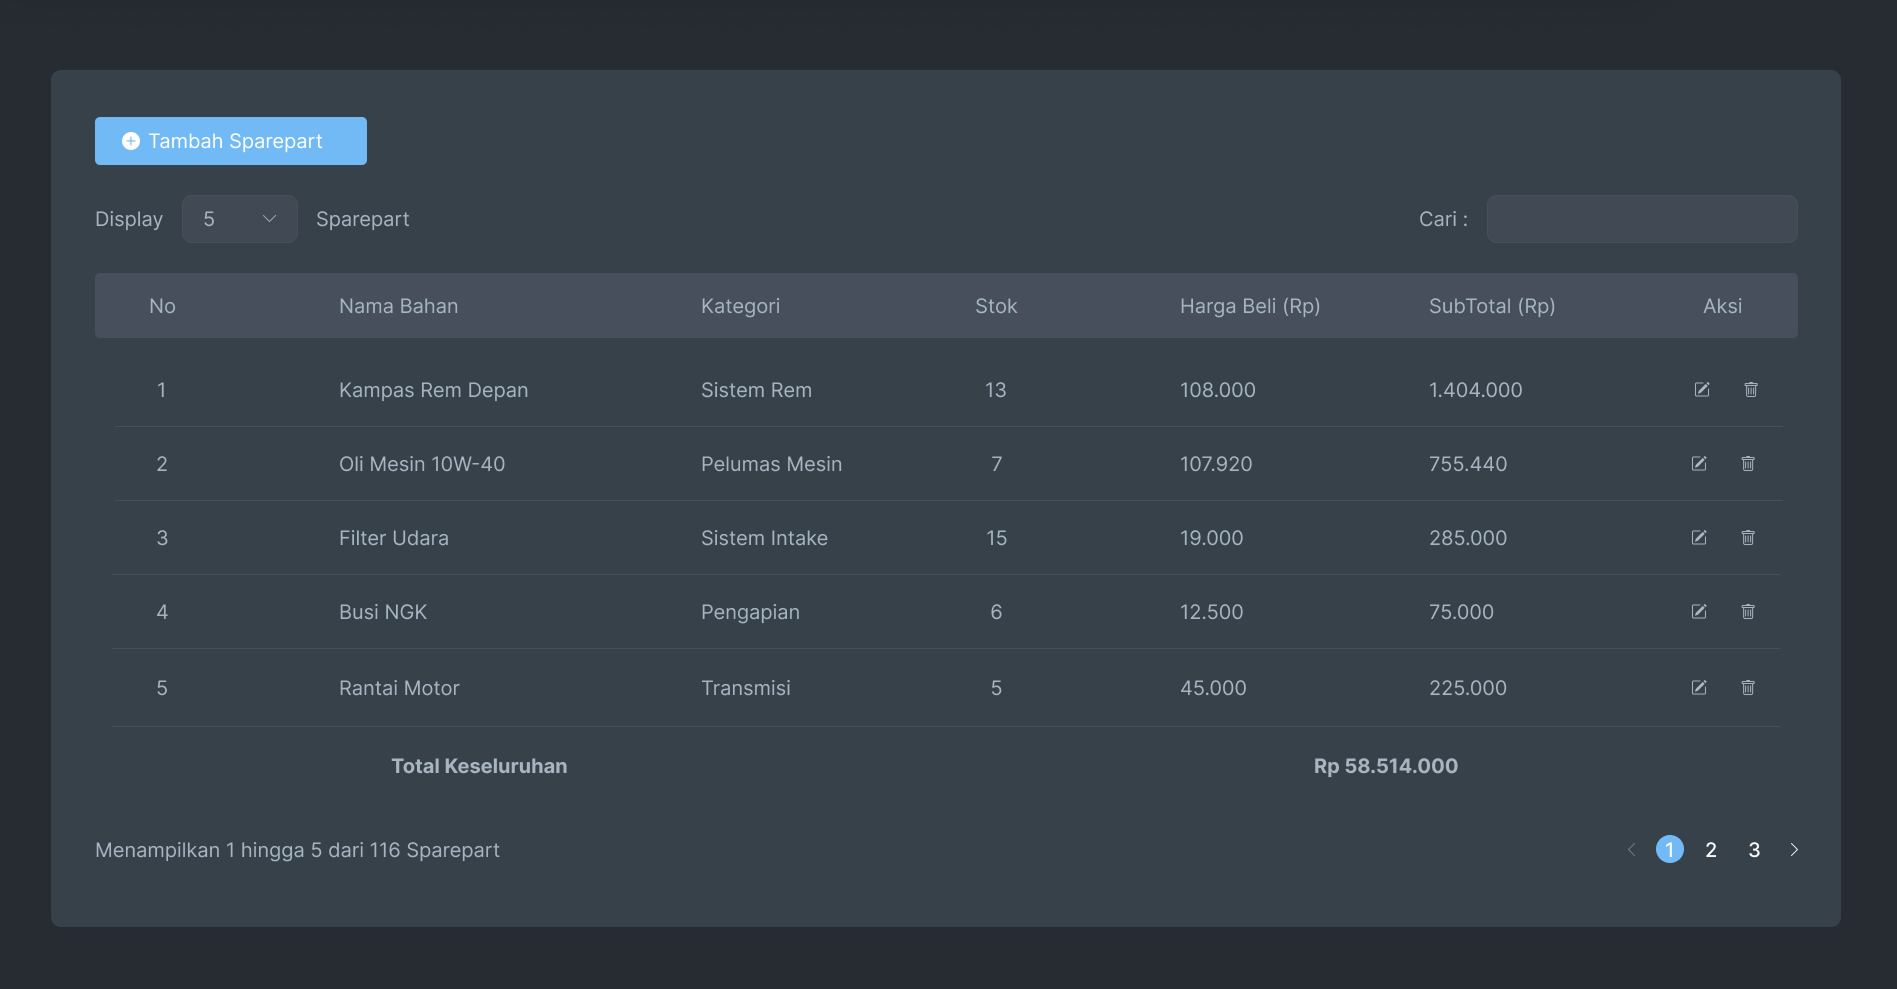 Tambah Sparepart
Display 5 Sparepart Cari :
No Nama Bahan Kategori Stok Harga Beli (Rp) SubTotal (Rp) Aksi
1 Kampas Rem Depan Sistem Rem 13 108.000 1.404.000
2 Oli Mesin 10W-40 Pelumas Mesin 7 107.920 755.440
3 Filter Udara Sistem Intake 15 19.000 285.000
4 Busi NGK Pengapian 6 12.500 75.000
5 Rantai Motor Transmisi 5 45.000 225.000
Total Keseluruhan Rp 58.514.000
Menampilkan 1 hingga 5 dari 116 Sparepart 1 2 3